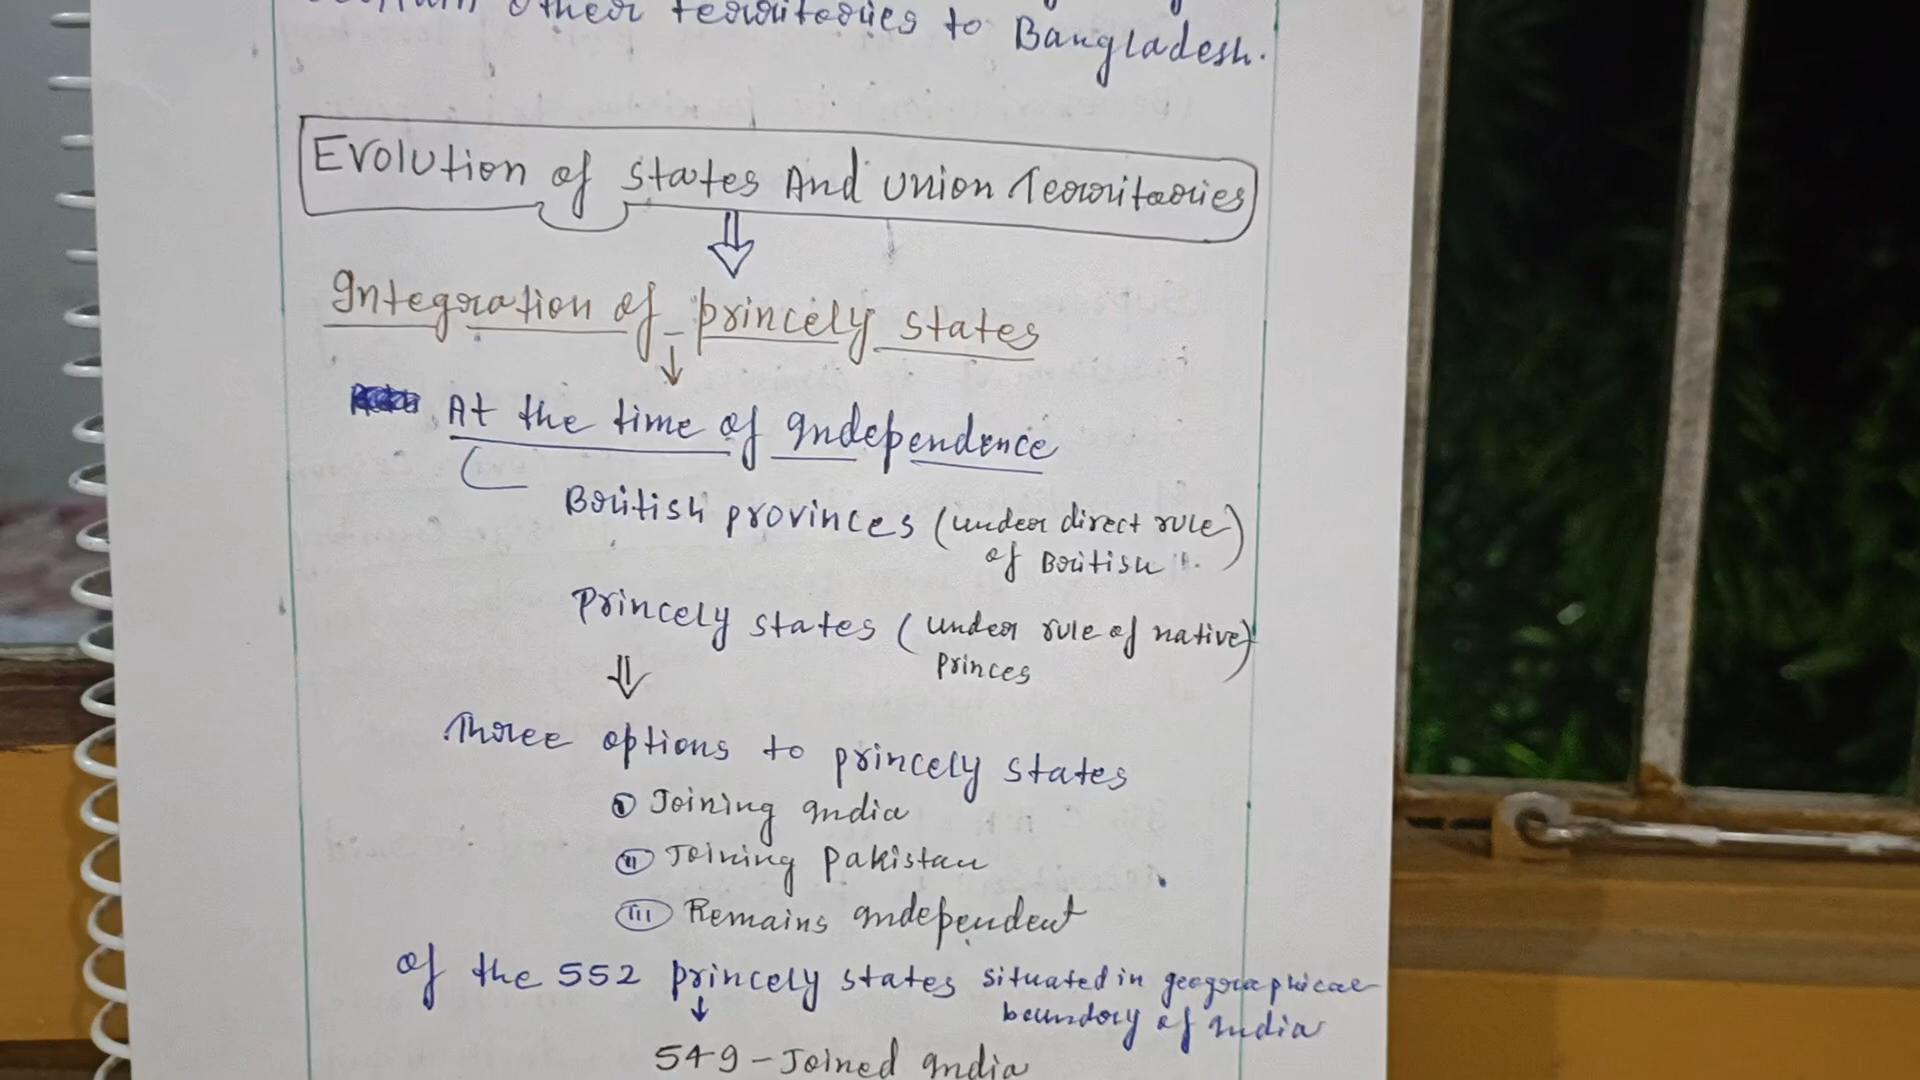 other territories to Bangladesh.
Evolution of states And union Territories
Integration of princely states
At the time of Independence
British provinces (under direct rule
of British)
Princely states (under rule of native)
princes
Three options to princely states
(I) Joining India
(II) Joining pakistan
(III) Remains independent
of the 552 princely states situated in geographical
boundary of India
549 - Joined India